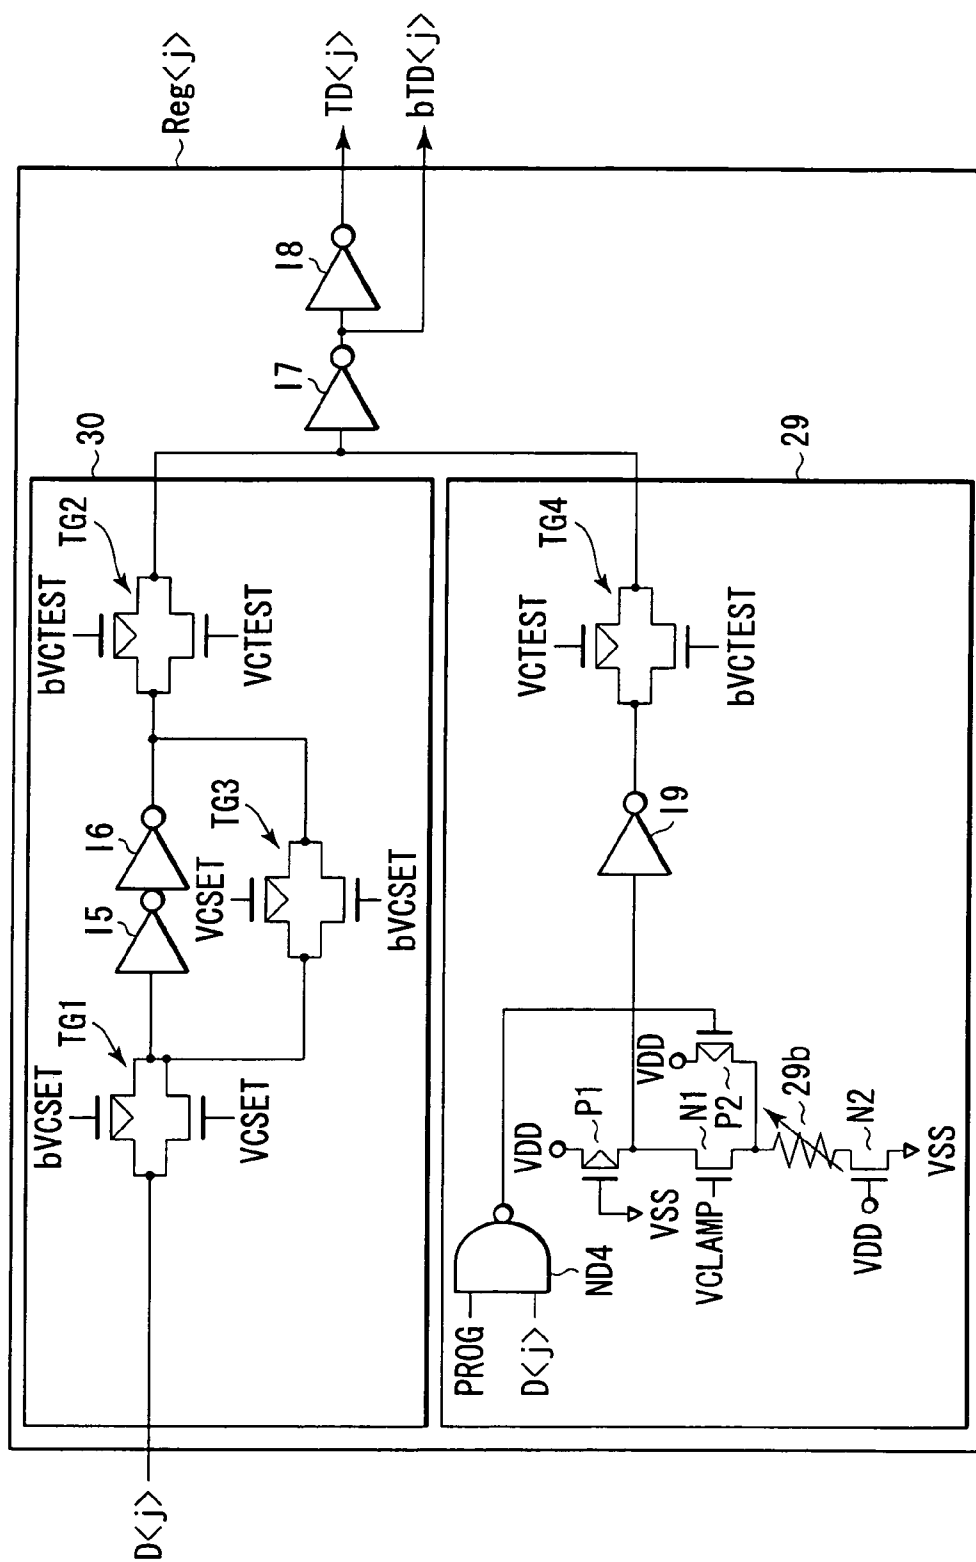 Reg<j>
D<j>
30
bVCSET
TG1
VCSET
I5
I6
VCSET
TG3
bVCSET
bVCTEST
TG2
VCTEST
I7
I8
TD<j>
bTD<j>
29
PROG
D<j>
ND4
VDD
P1
VSS
VCLAMP
N1
VDD
P2
29b
VDD
N2
VSS
I9
VCTEST
TG4
bVCTEST